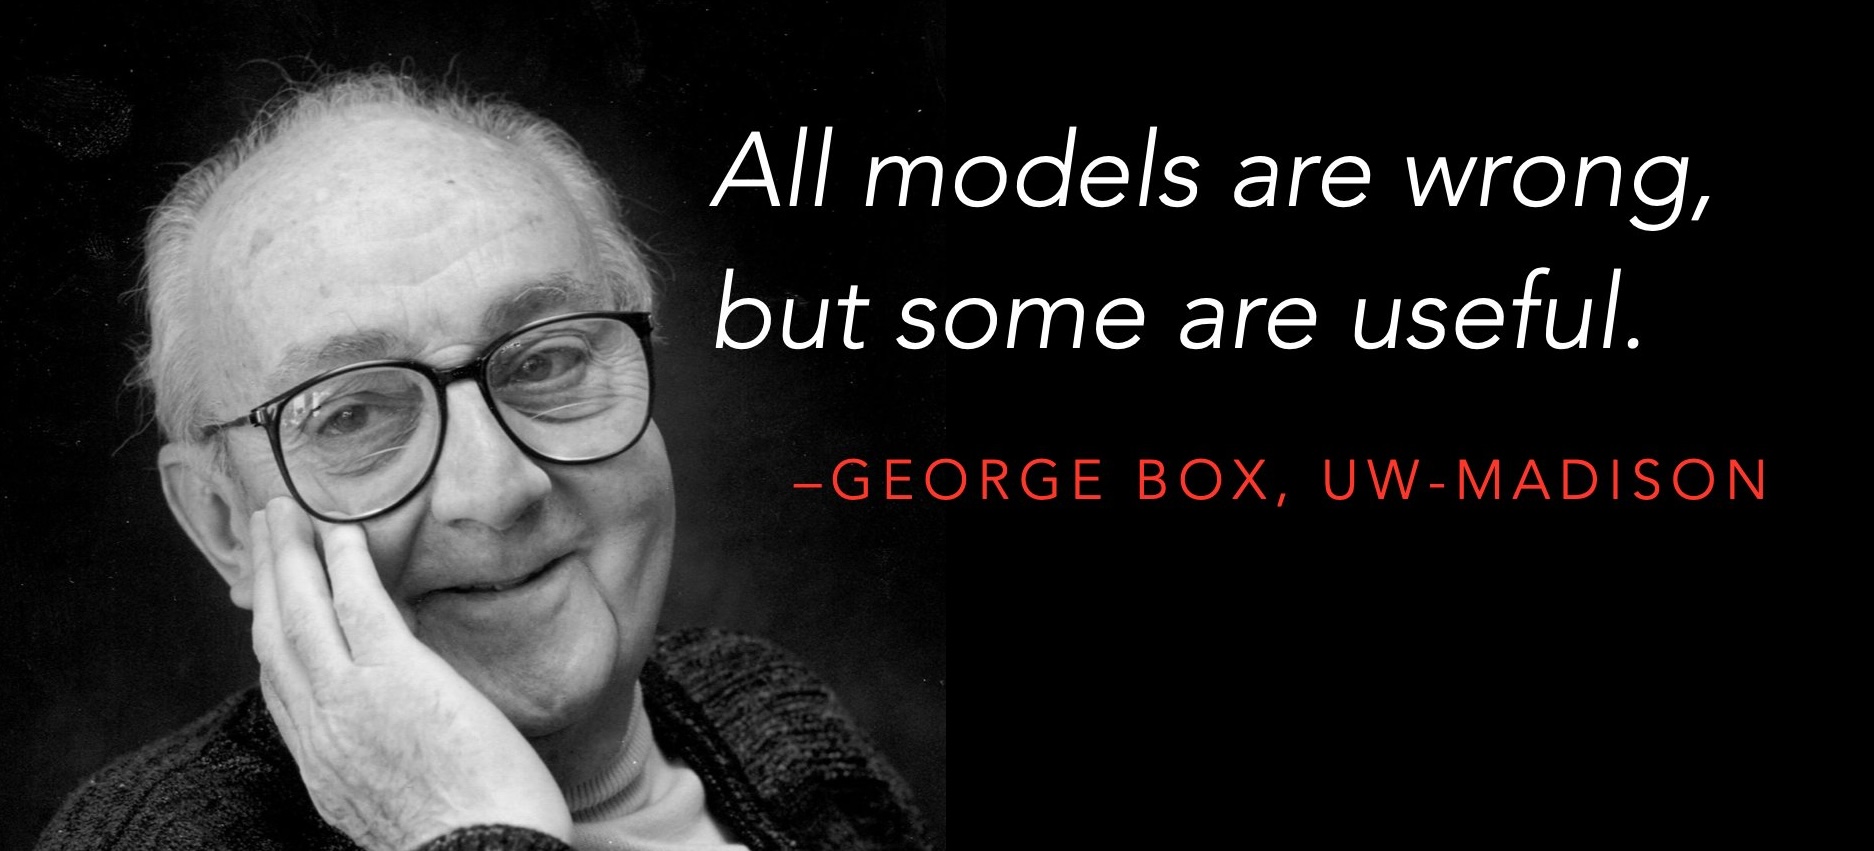 All models are wrong,
but some are useful.
–GEORGE BOX, UW-MADISON